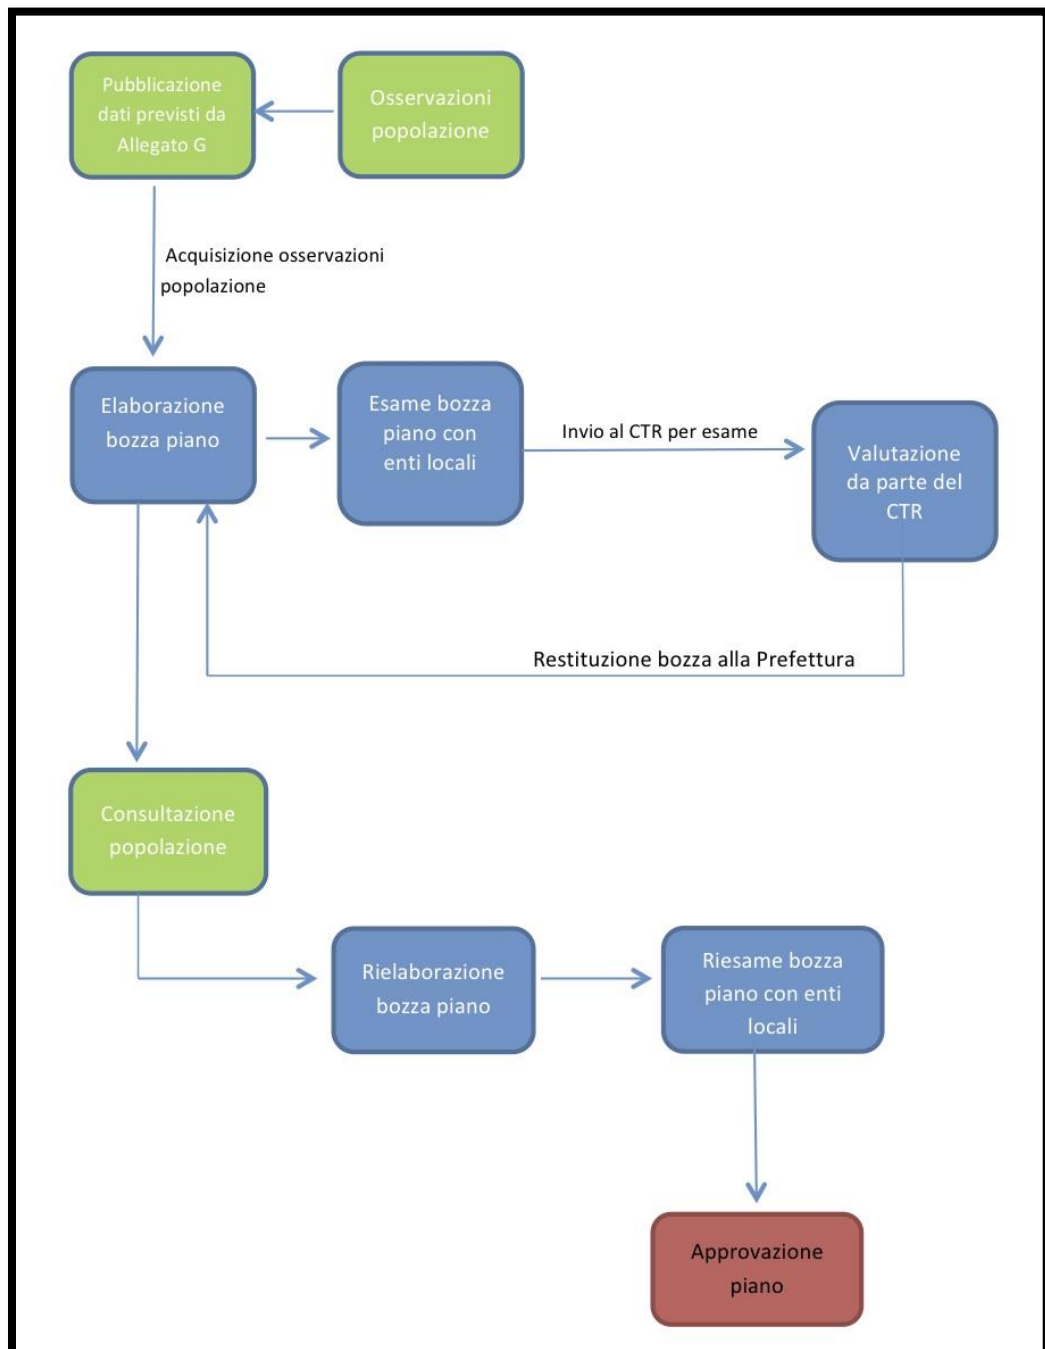 Pubblicazione
dati previsti da
Allegato G
Osservazioni
popolazione
Acquisizione osservazioni
popolazione
Elaborazione
bozza piano
Esame bozza
piano con
enti locali
Invio al CTR per esame
Valutazione
da parte del
CTR
Restituzione bozza alla Prefettura
Consultazione
popolazione
Rielaborazione
bozza piano
Riesame bozza
piano con enti
locali
Approvazione
piano